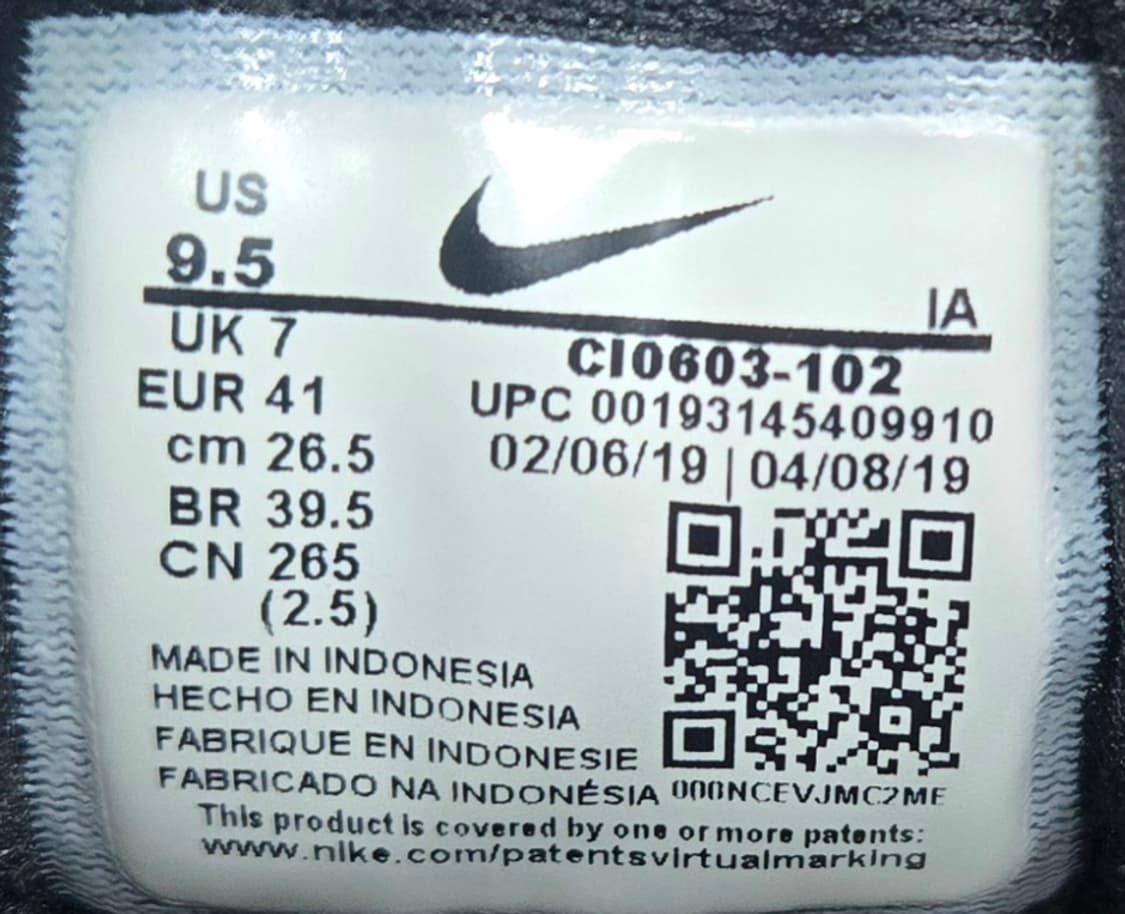 US
9.5
IA
UK 7
EUR 41
cm 26.5
BR 39.5
CN 265
(2.5)
CI0603-102
UPC 00193145409910
02/06/19 | 04/08/19
MADE IN INDONESIA
HECHO EN INDONESIA
FABRIQUE EN INDONESIE
FABRICADO NA INDONÉSIA
000NCEVJMC2ME
This product is covered by one or more patents:
www.nike.com/patentsvirtualmarking